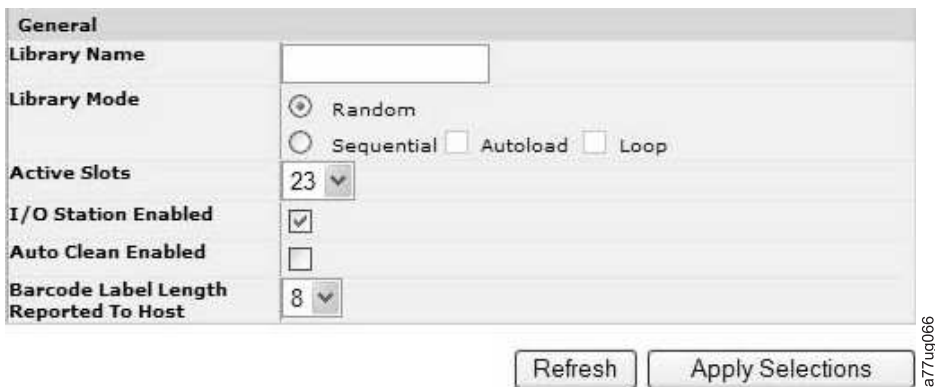 General
Library Name
Library Mode
Random
Sequential Autoload Loop
Active Slots
23
I/O Station Enabled
Auto Clean Enabled
Barcode Label Length
Reported To Host
8
Refresh Apply Selections
a77ug066